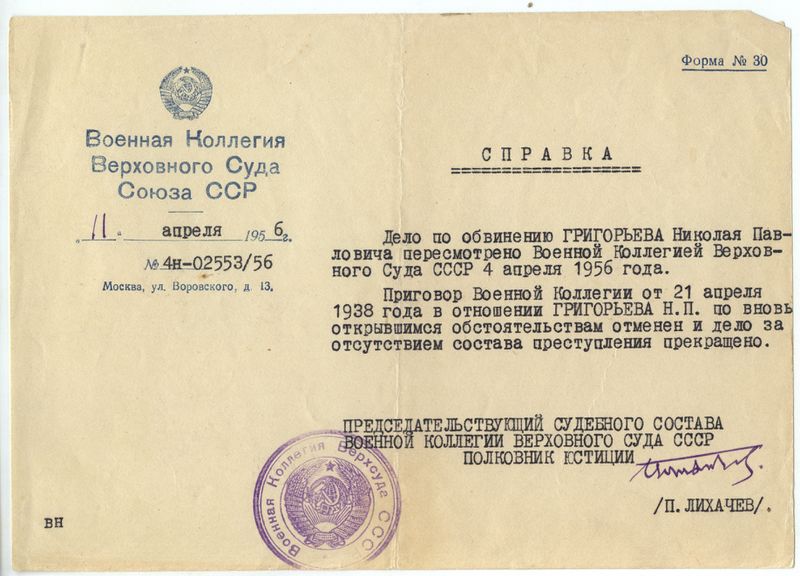 Форма № 30
Военная Коллегия
Верховного Суда
Союза ССР
„11“ апреля 1956г.
№ 4н-02553/56
Москва, ул. Воровского, д. 13.
СПРАВКА
Дело по обвинению ГРИГОРЬЕВА Николая Пав-
ловича пересмотрено Военной Коллегией Верхов-
ного Суда СССР 4 апреля 1956 года.
Приговор Военной Коллегии от 21 апреля
1938 года в отношении ГРИГОРЬЕВА Н.П. по вновь
открывшимся обстоятельствам отменен и дело за
отсутствием состава преступления прекращено.
ПРЕДСЕДАТЕЛЬСТВУЮЩИЙ СУДЕБНОГО СОСТАВА
ВОЕННОЙ КОЛЛЕГИИ ВЕРХОВНОГО СУДА СССР
ПОЛКОВНИК ЮСТИЦИИ
/П.ЛИХАЧЕВ/.
Военная Коллегия Верхсуда СССР
вн